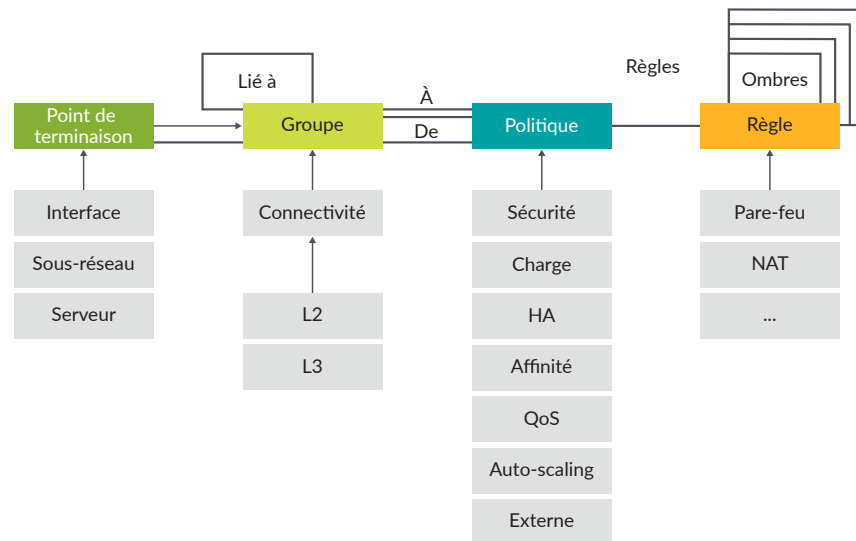 Lié à
Règles
Ombres
À
De
Point de
terminaison
Groupe
Politique
Règle
Interface
Sous-réseau
Serveur
Connectivité
L2
L3
Sécurité
Charge
HA
Affinité
QoS
Auto-scaling
Externe
Pare-feu
NAT
...